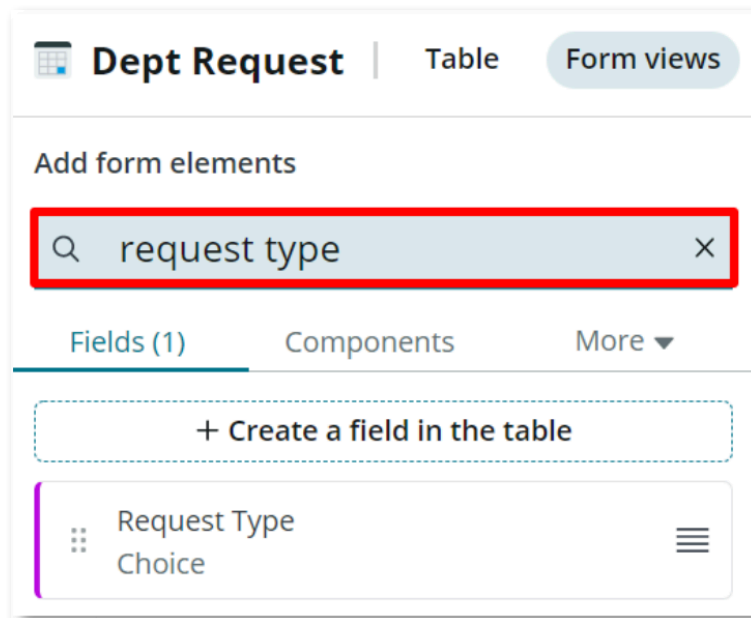 Dept Request | Table Form views
Add form elements
request type
Fields (1) Components More
+ Create a field in the table
Request Type
Choice